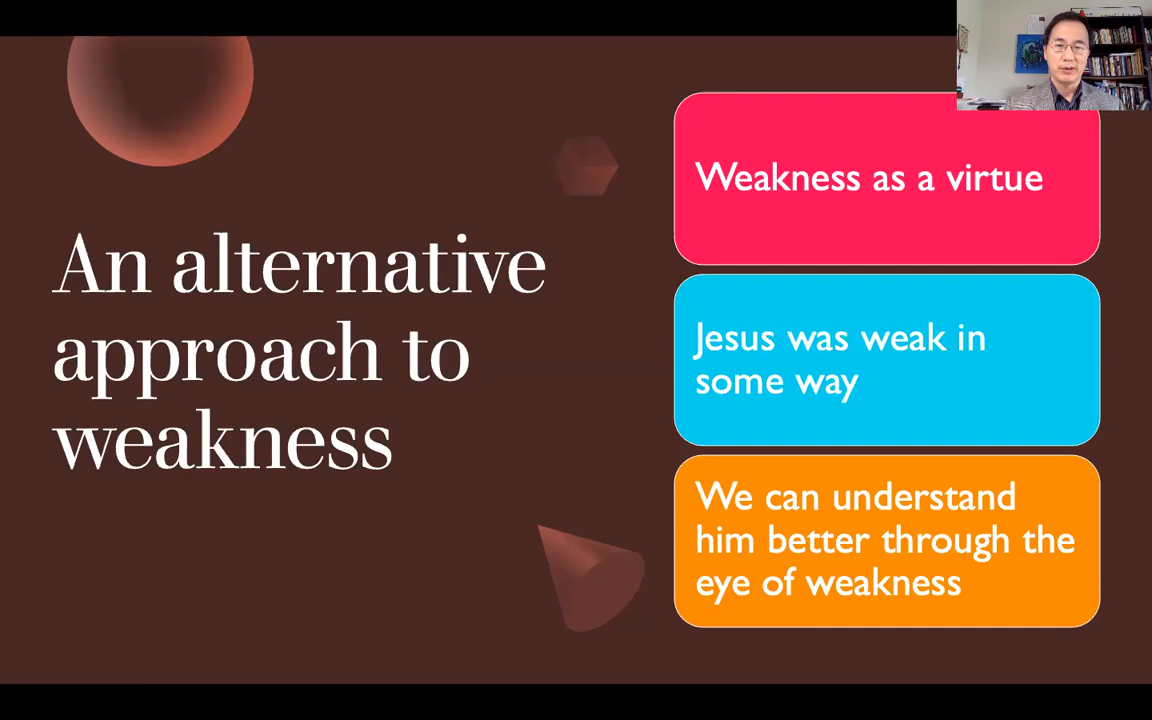 An alternative
approach to
weakness
Weakness as a virtue
Jesus was weak in
some way
We can understand
him better through the
eye of weakness